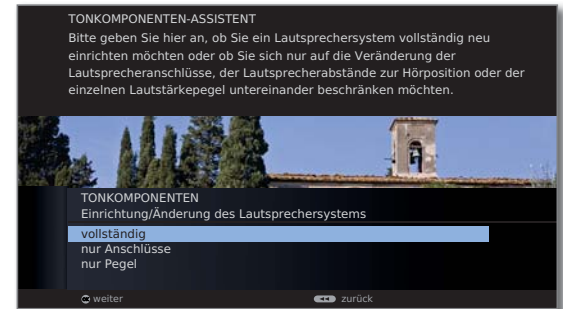 TONKOMPONENTEN-ASSISTENT
Bitte geben Sie hier an, ob Sie ein Lautsprechersystem vollständig neu
einrichten möchten oder ob Sie sich nur auf die Veränderung der
Lautsprecheranschlüsse, der Lautsprecherabstände zur Hörposition oder der
einzelnen Lautstärkepegel untereinander beschränken möchten.
TONKOMPONENTEN
Einrichtung/Änderung des Lautsprechersystems
vollständig
nur Anschlüsse
nur Pegel
OK weiter zurück